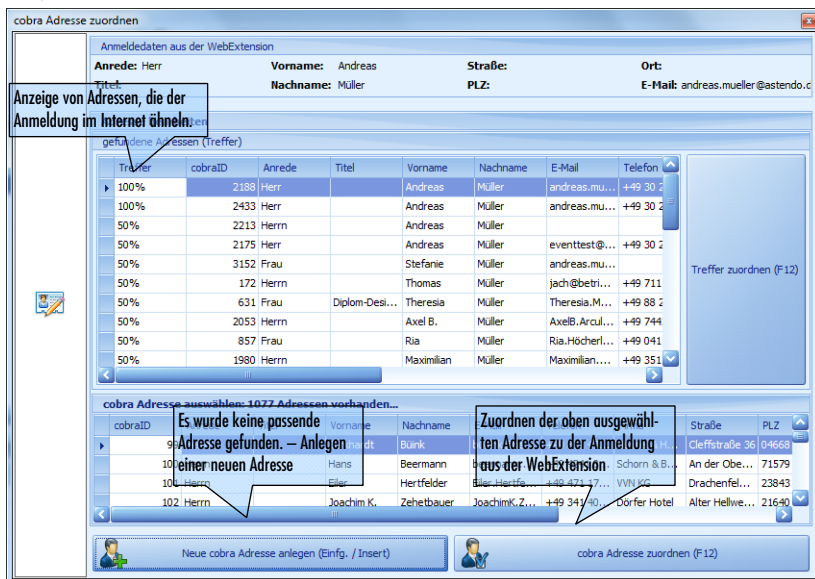 cobra Adresse zuordnen
Anmeldedaten aus der WebExtension
Anrede: Herr Vorname: Andreas Straße: Ort:
Titel: Nachname: Müller PLZ: E-Mail: andreas.mueller@astendo.c
Anzeige von Adressen, die der
Anmeldung im Internet ähneln.
gefundene Adressen (Treffer)
Treffer cobraID Anrede Titel Vorname Nachname E-Mail Telefon
100% 2188 Herr Andreas Müller andreas.mu... +49 30 2
100% 2433 Herr Andreas Müller andreas.mu... +49 30 2
50% 2213 Herrn Andreas Müller
50% 2175 Herr Andreas Müller eventtest@... +49 30 2
50% 3152 Frau Stefanie Müller andreas.mu...
50% 172 Herrn Thomas Müller jach@betri... +49 711
50% 631 Frau Diplom-Desi... Theresia Müller Theresia.M... +49 88 2
50% 2053 Herrn Axel B. Müller AxelB.Arcul... +49 744
50% 857 Frau Ria Müller Ria.Höcherl... +49 041
50% 1980 Herrn Maximilian Müller Maximilian.... +49 351
Treffer zuordnen (F12)
cobra Adresse auswählen: 1077 Adressen vorhanden...
Es wurde keine passende
Adresse gefunden. – Anlegen
einer neuen Adresse
Zuordnen der oben ausgewähl-
ten Adresse zu der Anmeldung
aus der WebExtension
cobraID Vorname Nachname Straße PLZ
Büink Cleffstraße 36 04668
100 Hans Beermann Schorn & B... An der Obe... 71579
101 Herrn Eiler Hertfelder Eiler.Hertfe... +49 471 17... VVN KG Drachenfel... 23843
102 Herrn Joachim K. Zehetbauer JoachimK.Z... +49 341 40... Dörfer Hotel Alter Hellwe... 21640
Neue cobra Adresse anlegen (Einfg. / Insert)
cobra Adresse zuordnen (F12)